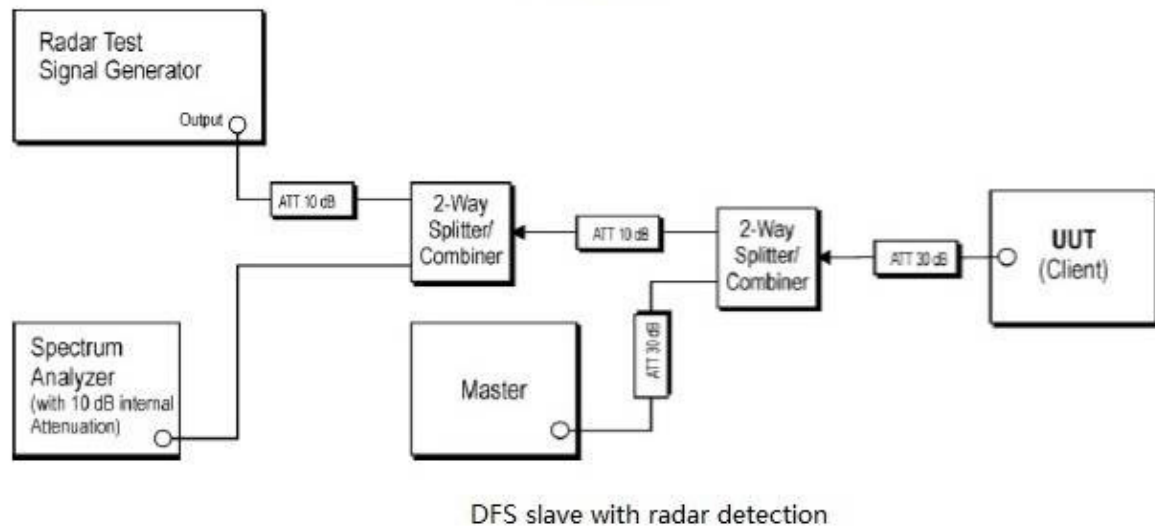 Radar Test
Signal Generator
Output
ATT 10 dB
2-Way
Splitter/
Combiner
ATT 10 dB
2-Way
Splitter/
Combiner
ATT 30 dB
UUT
(Client)
Spectrum
Analyzer
(with 10 dB internal
Attenuation)
Master
ATT 30 dB
DFS slave with radar detection